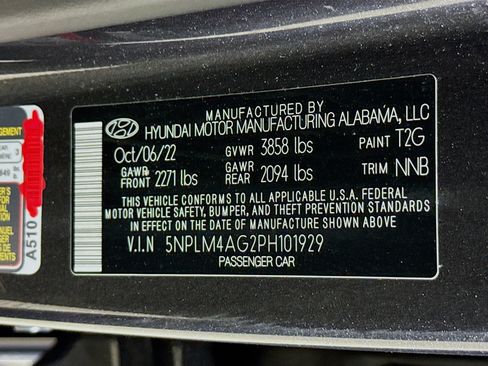 MANUFACTURED BY
HYUNDAI MOTOR MANUFACTURING ALABAMA, LLC
Oct/06/22 GVWR 3858 lbs PAINT T2G
GAWR FRONT 2271 lbs GAWR REAR 2094 lbs TRIM NNB
THIS VEHICLE CONFORMS TO ALL APPLICABLE U.S.A. FEDERAL
MOTOR VEHICLE SAFETY, BUMPER, AND THEFT PREVENTION STANDARDS
IN EFFECT ON THE DATE OF MANUFACTURE SHOWN ABOVE.
V.I.N 5NPLM4AG2PH101929
PASSENGER CAR
A510